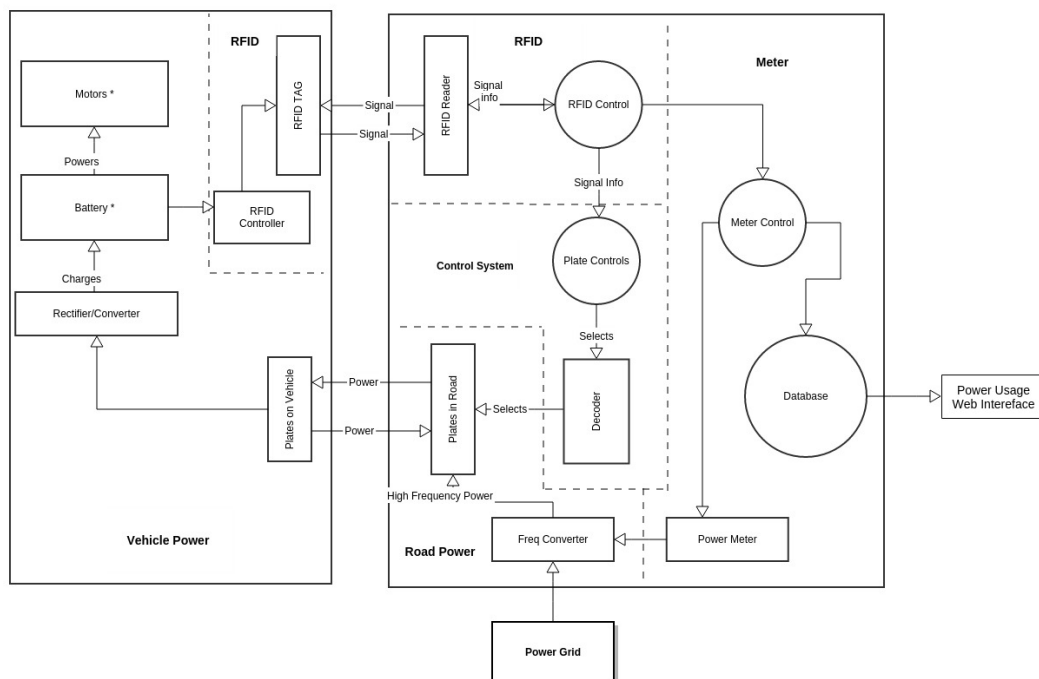 RFID
Motors *
Powers
Battery *
Charges
Rectifier/Converter
RFID TAG
RFID
Controller
Plates on Vehicle
Vehicle Power
Signal
Signal
Power
Power
RFID
RFID Reader
Signal
info
RFID Control
Signal Info
Control System
Plate Controls
Selects
Decoder
Selects
Plates in Road
High Frequency Power
Road Power
Freq Converter
Power Grid
Meter
Meter Control
Database
Power Meter
Power Usage
Web Intereface